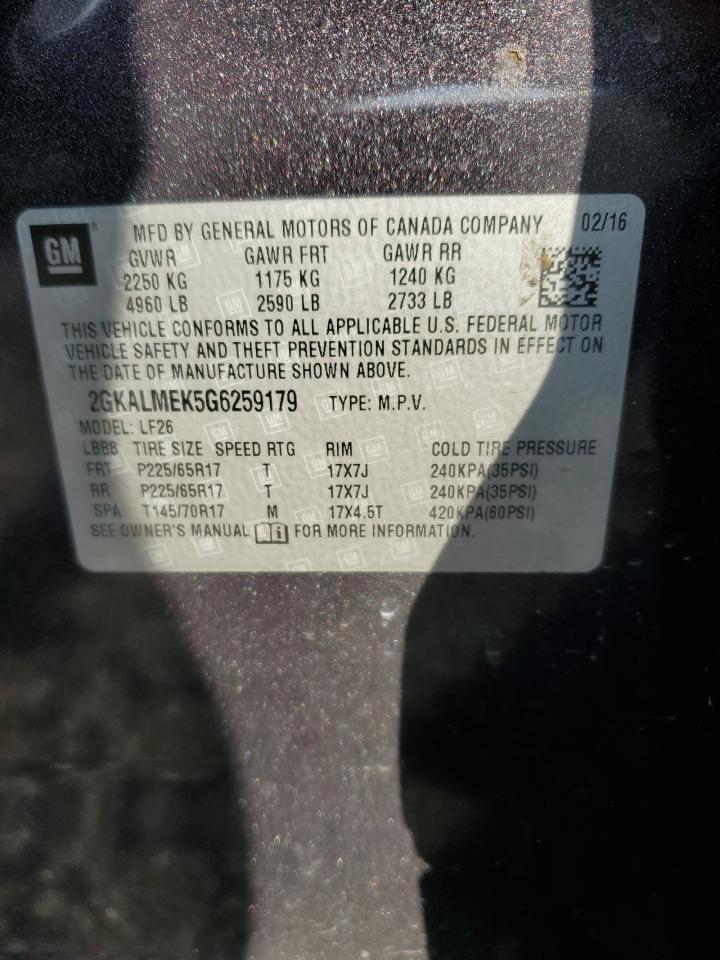 GM ® MFD BY GENERAL MOTORS OF CANADA COMPANY 02/16
GVWR GAWR FRT GAWR RR
2250 KG 1175 KG 1240 KG
4960 LB 2590 LB 2733 LB
THIS VEHICLE CONFORMS TO ALL APPLICABLE U.S. FEDERAL MOTOR
VEHICLE SAFETY AND THEFT PREVENTION STANDARDS IN EFFECT ON
THE DATE OF MANUFACTURE SHOWN ABOVE.
2GKALMEK5G6259179 TYPE: M.P.V.
MODEL: LF26
LBB8 TIRE SIZE SPEED RTG RIM COLD TIRE PRESSURE
FRT P225/65R17 T 17X7J 240KPA(35PSI)
RR P225/65R17 T 17X7J 240KPA(35PSI)
SPA T145/70R17 M 17X4.5T 420KPA(60PSI)
SEE OWNER'S MANUAL i FOR MORE INFORMATION.